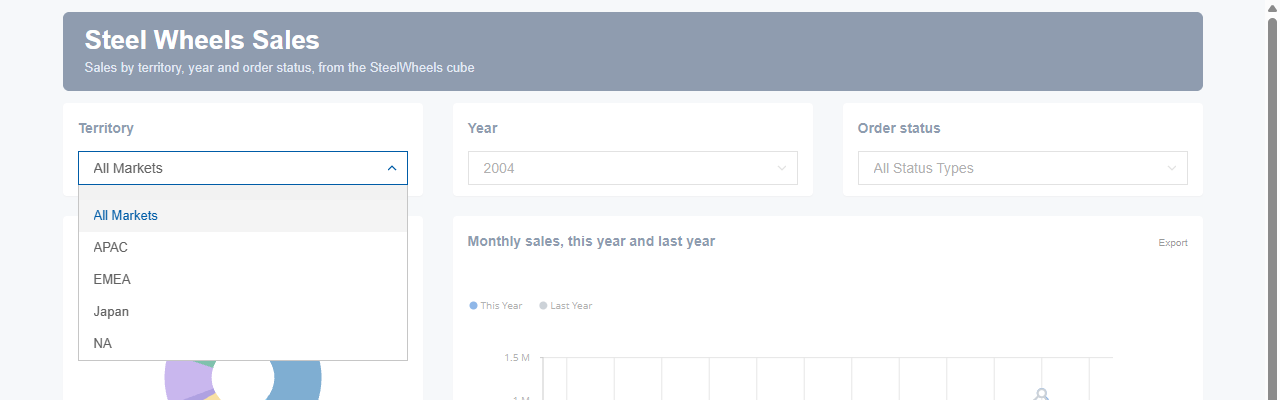 Steel Wheels Sales
Sales by territory, year and order status, from the SteelWheels cube
Territory
All Markets
All Markets
APAC
EMEA
Japan
NA
Year
2004
Order status
All Status Types
Monthly sales, this year and last year
Export
This Year
Last Year
1.5 M
1 M